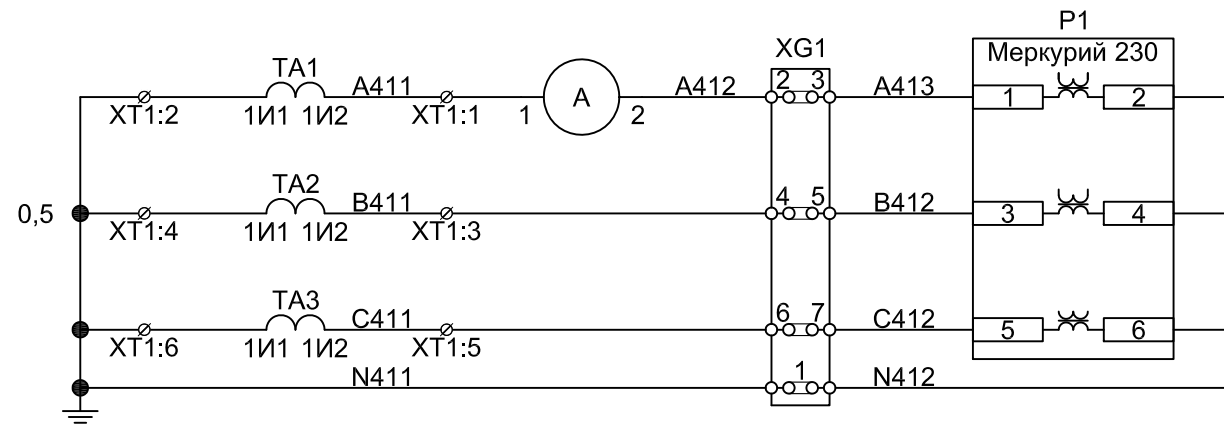 P1
XG1
Меркурий 230
TA1
A411
A412
2 3
A413
1
2
XT1:2
1И1 1И2
XT1:1
1
A
2
TA2
B411
4 5
B412
3
4
0,5
XT1:4
1И1 1И2
XT1:3
TA3
C411
6 7
C412
5
6
XT1:6
1И1 1И2
XT1:5
N411
1
N412